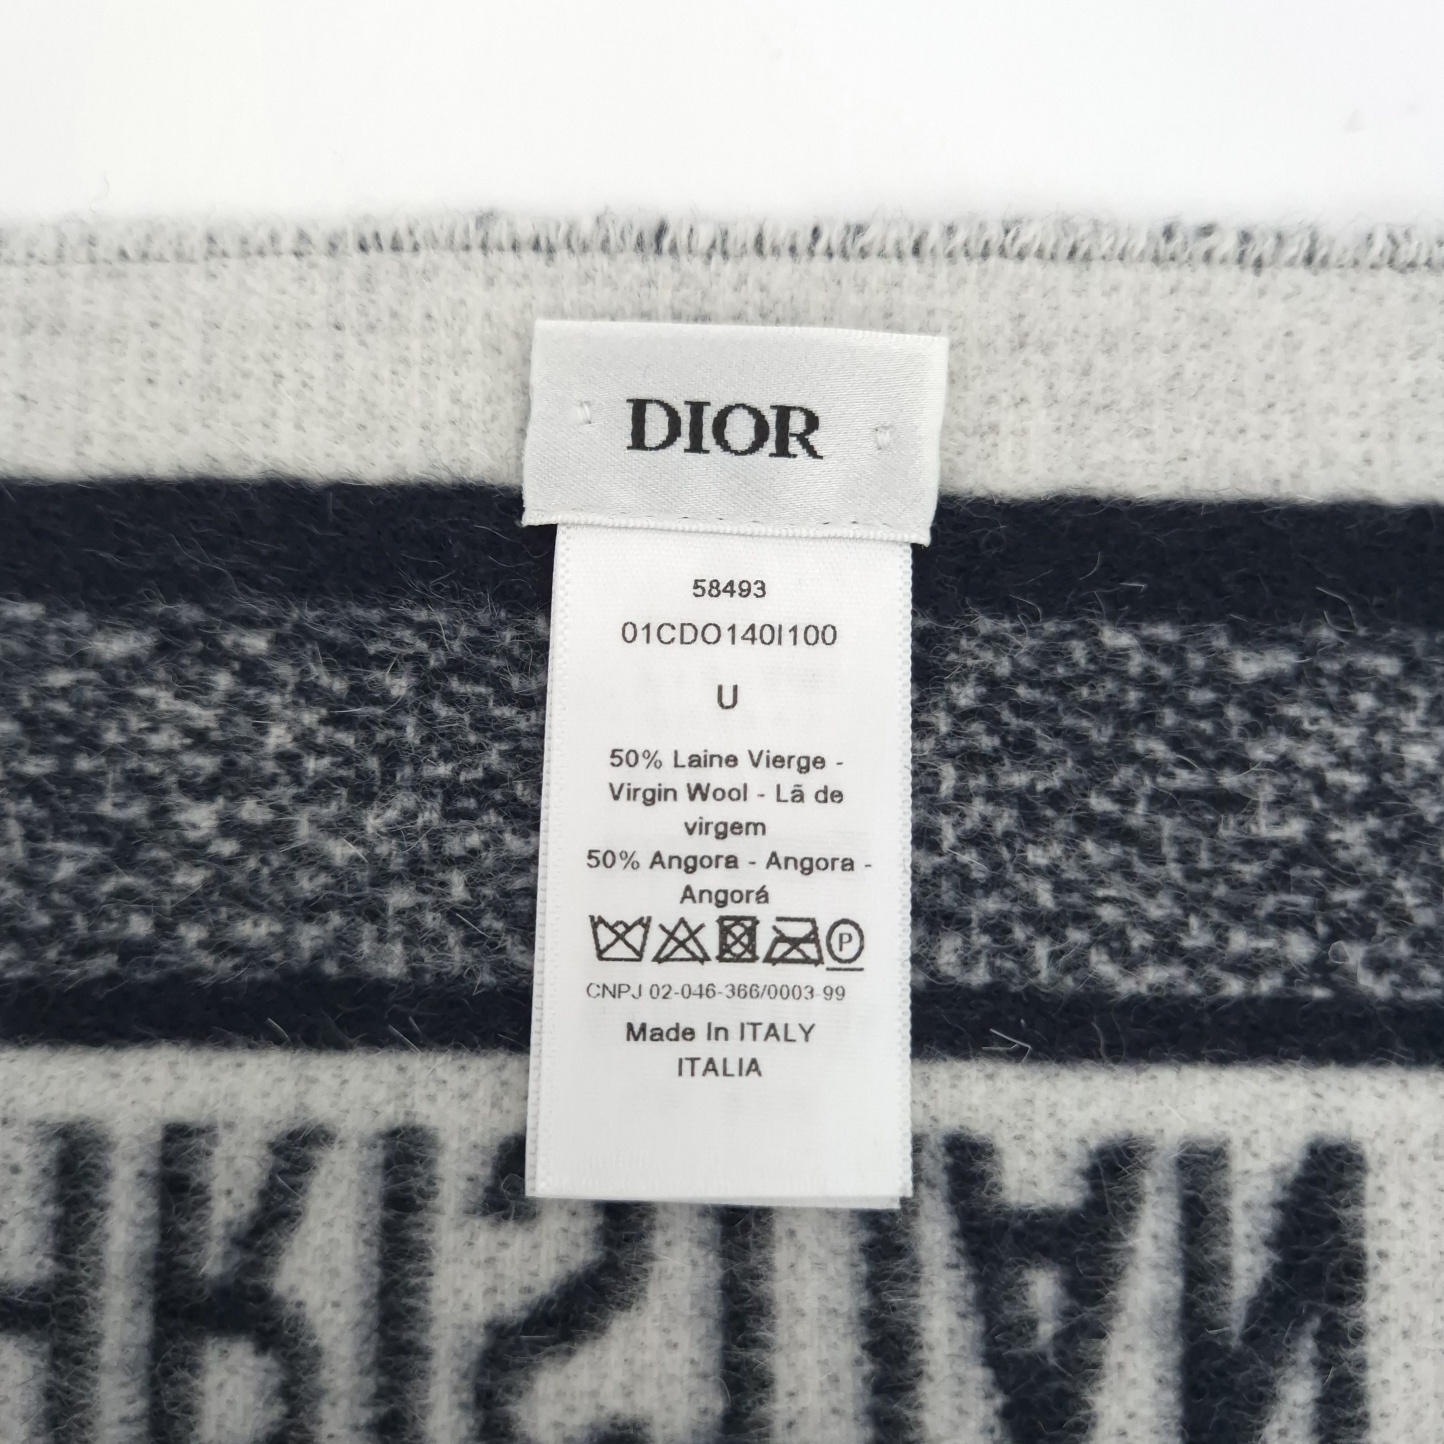 DIOR
58493
01CDO140I100
U
50% Laine Vierge -
Virgin Wool - Lã de
virgem
50% Angora - Angora -
Angorá
P
CNPJ 02-046-366/0003-99
Made In ITALY
ITALIA